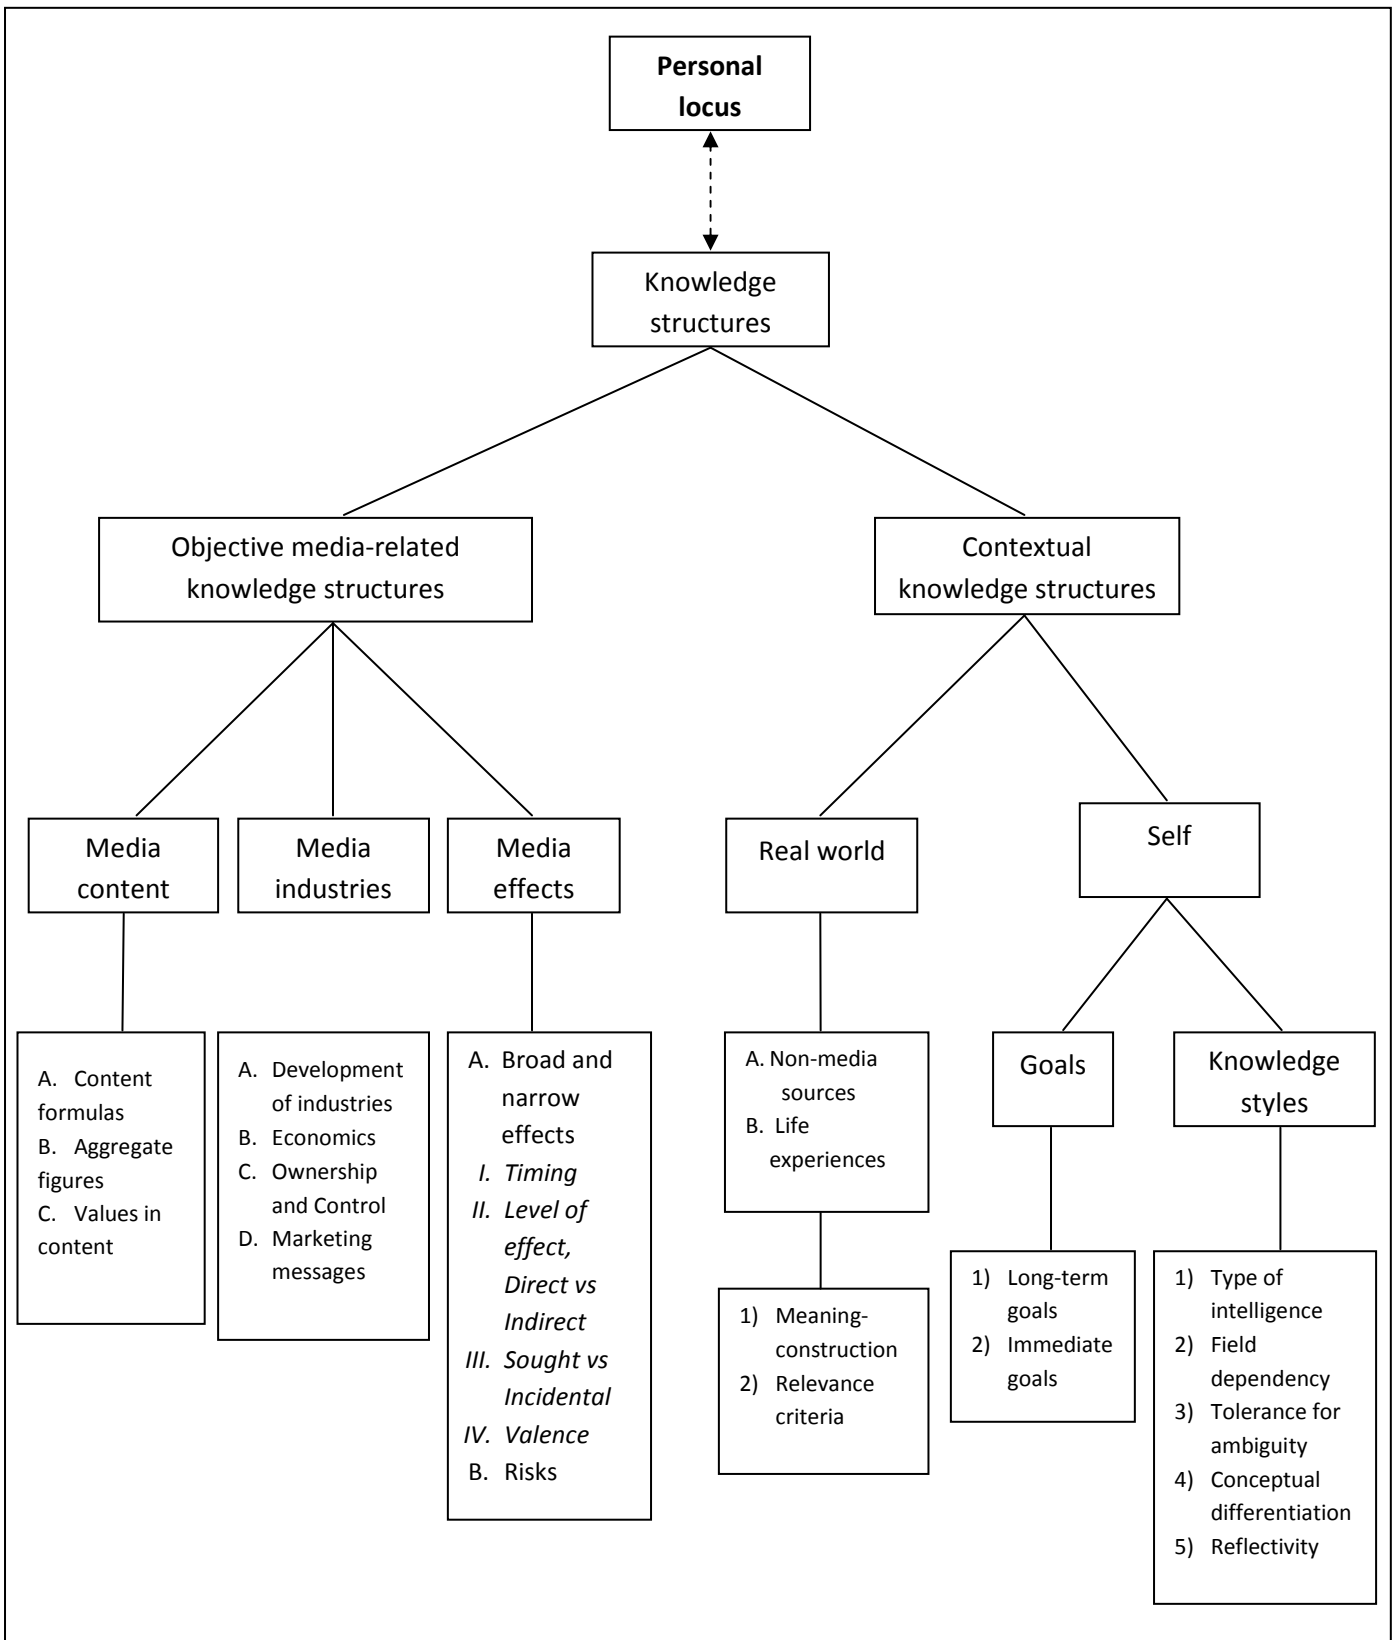 Personal
locus
Knowledge
structures
Objective media-related
knowledge structures
Contextual
knowledge structures
Media
content
Media
industries
Media
effects
Real world
Self
A. Content
formulas
B. Aggregate
figures
C. Values in
content
A. Development
of industries
B. Economics
C. Ownership
and Control
D. Marketing
messages
A. Broad and
narrow
effects
I. Timing
II. Level of
effect,
Direct vs
Indirect
III. Sought vs
Incidental
IV. Valence
B. Risks
A. Non-media
sources
B. Life
experiences
1) Meaning-
construction
2) Relevance
criteria
Goals
1) Long-term
goals
2) Immediate
goals
Knowledge
styles
1) Type of
intelligence
2) Field
dependency
3) Tolerance for
ambiguity
4) Conceptual
differentiation
5) Reflectivity